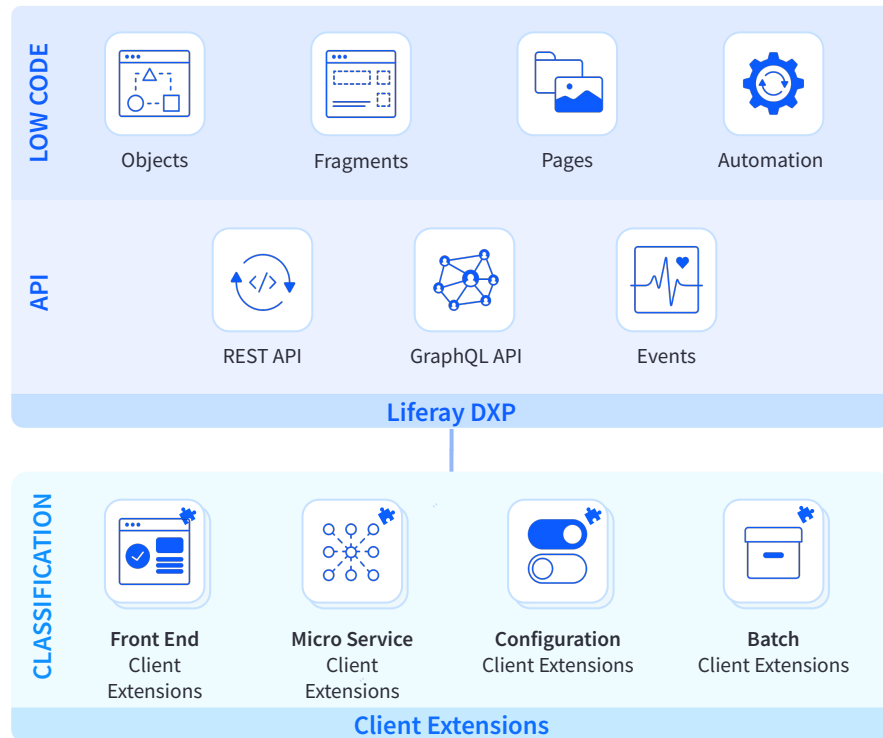 LOW CODE
Objects
Fragments
Pages
Automation
API
</>
REST API
GraphQL API
Events
Liferay DXP
CLASSIFICATION
Front End
Client
Extensions
Micro Service
Client
Extensions
Configuration
Client Extensions
Batch
Client Extensions
Client Extensions